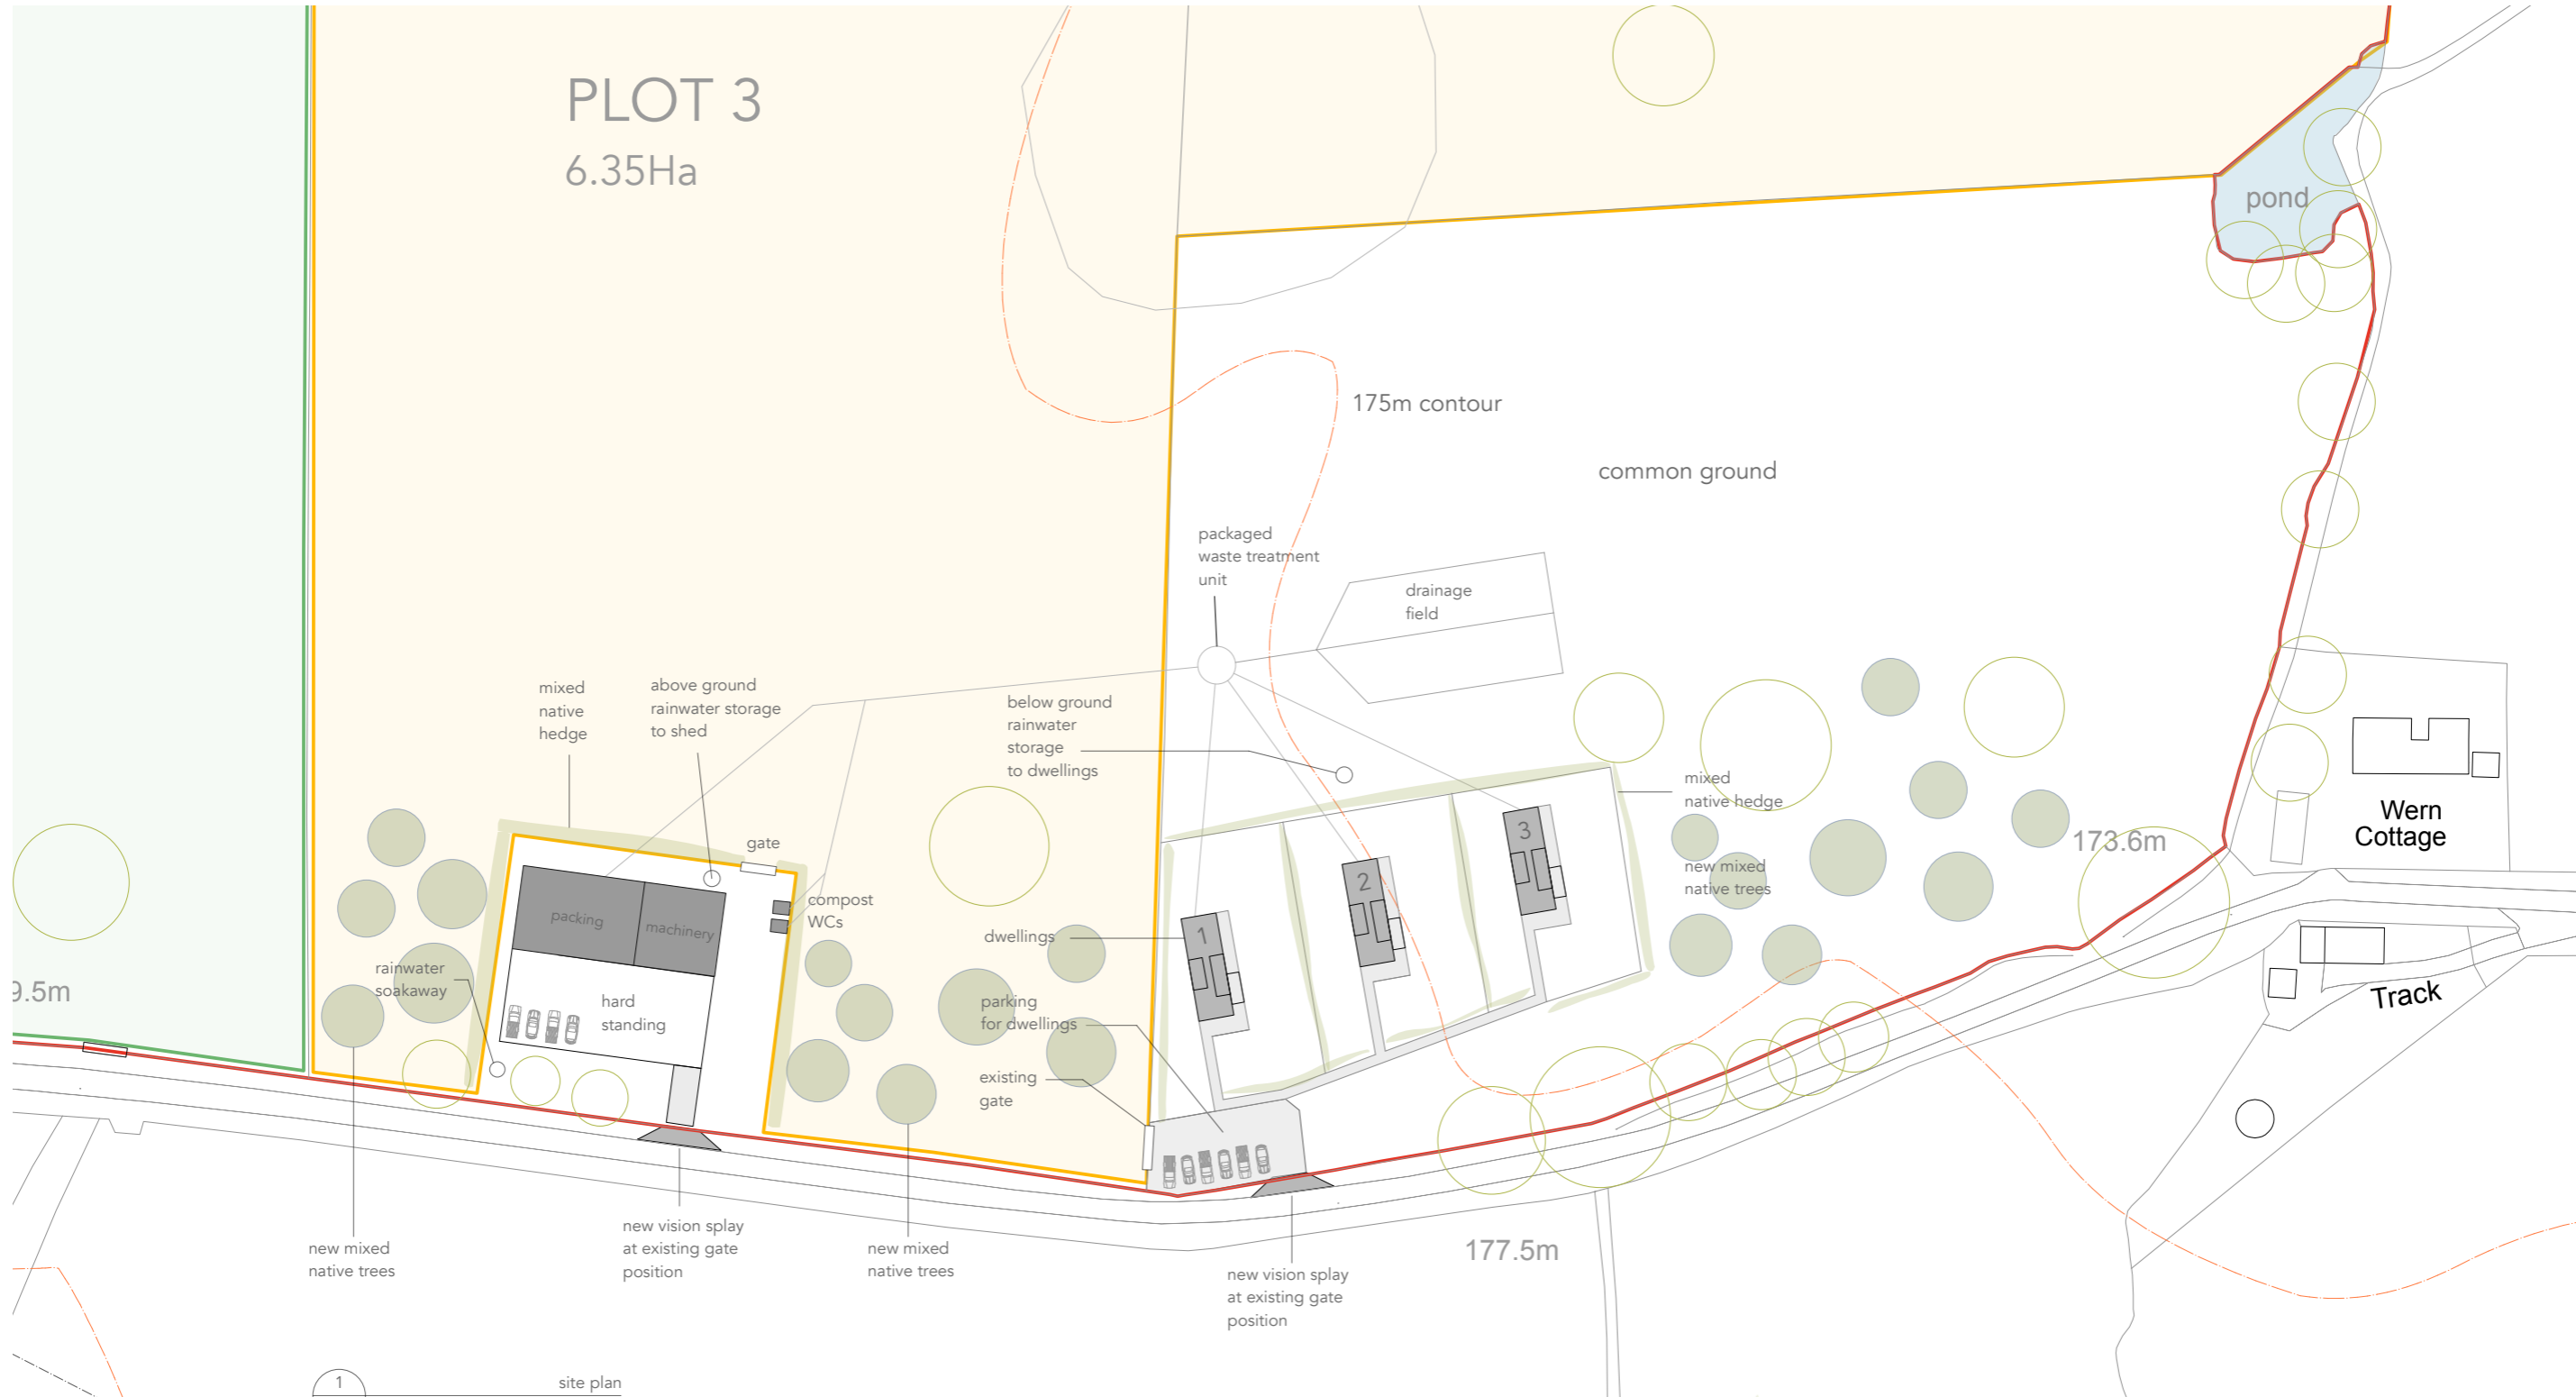 PLOT 3
6.35Ha
pond
175m contour
common ground
packaged
waste treatment
unit
drainage
field
mixed
native
hedge
above ground
rainwater storage
to shed
below ground
rainwater
storage
to dwellings
mixed
native hedge
new mixed
native trees
173.6m
Wern
Cottage
Track
gate
packing
machinery
compost
WCs
rainwater
soakaway
hard
standing
dwellings
1
2
3
parking
for dwellings
existing
gate
9.5m
new mixed
native trees
new vision splay
at existing gate
position
new mixed
native trees
new vision splay
at existing gate
position
177.5m
1
site plan